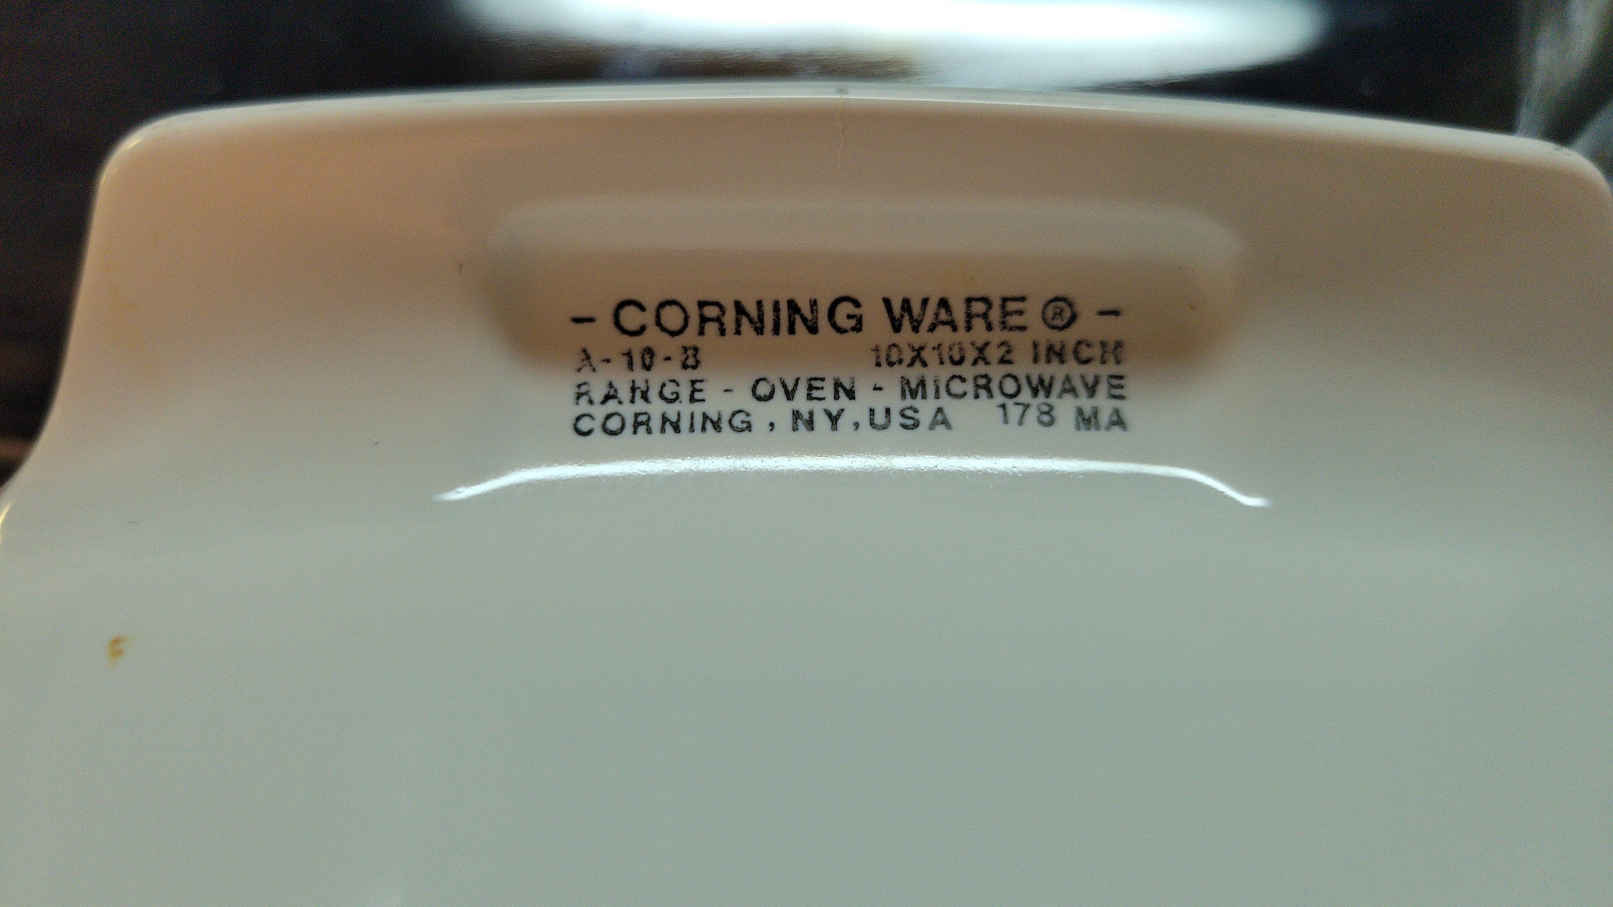 - CORNING WARE ® -
A-10-B 10X10X2 INCH
RANGE - OVEN - MICROWAVE
CORNING, NY, USA 178 MA